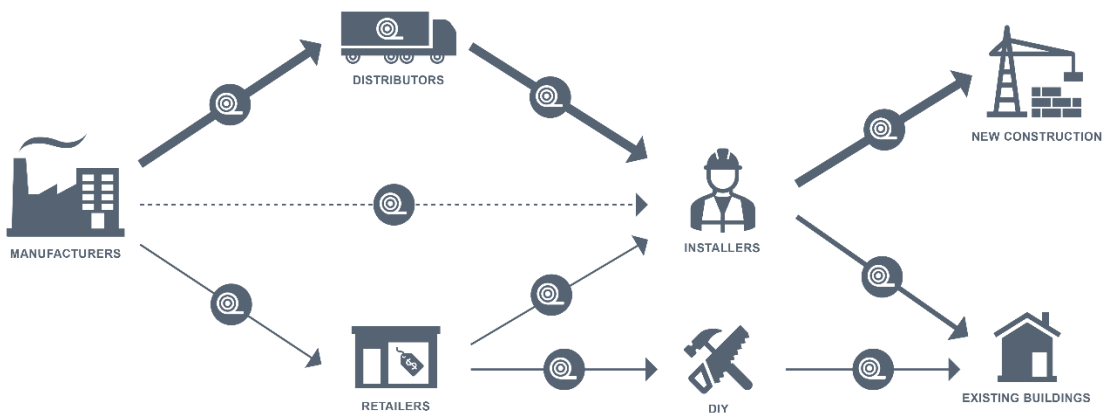 DISTRIBUTORS
NEW CONSTRUCTION
MANUFACTURERS
INSTALLERS
RETAILERS
DIY
EXISTING BUILDINGS